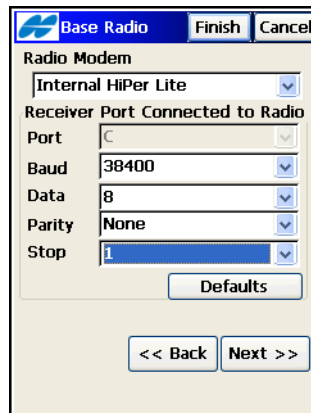 Base Radio Finish Cancel
Radio Modem
Internal HiPer Lite
Receiver Port Connected to Radio
Port C
Baud 38400
Data 8
Parity None
Stop 1
Defaults
<< Back Next >>